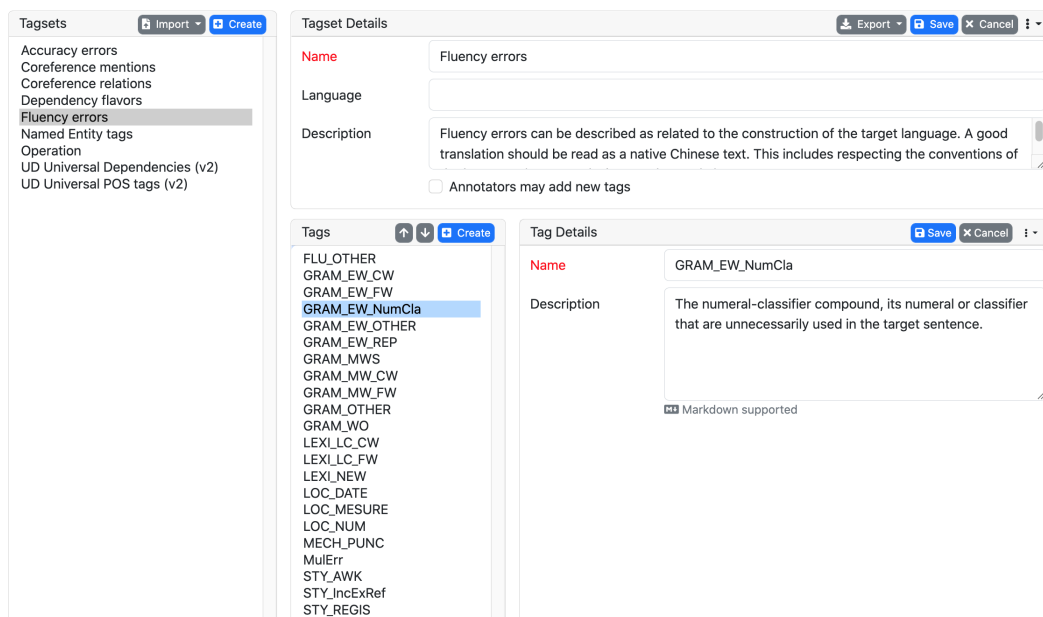 Tagsets
Import
Create
Accuracy errors
Coreference mentions
Coreference relations
Dependency flavors
Fluency errors
Named Entity tags
Operation
UD Universal Dependencies (v2)
UD Universal POS tags (v2)
Tagset Details
Export
Save
Cancel
Name
Fluency errors
Language
Description
Fluency errors can be described as related to the construction of the target language. A good
translation should be read as a native Chinese text. This includes respecting the conventions of
Annotators may add new tags
Tags
Create
FLU_OTHER
GRAM_EW_CW
GRAM_EW_FW
GRAM_EW_NumCla
GRAM_EW_OTHER
GRAM_EW_REP
GRAM_MWS
GRAM_MW_CW
GRAM_MW_FW
GRAM_OTHER
GRAM_WO
LEXI_LC_CW
LEXI_LC_FW
LEXI_NEW
LOC_DATE
LOC_MESURE
LOC_NUM
MECH_PUNC
MulErr
STY_AWK
STY_IncExRef
STY_REGIS
Tag Details
Save
Cancel
Name
GRAM_EW_NumCla
Description
The numeral-classifier compound, its numeral or classifier
that are unnecessarily used in the target sentence.
Markdown supported